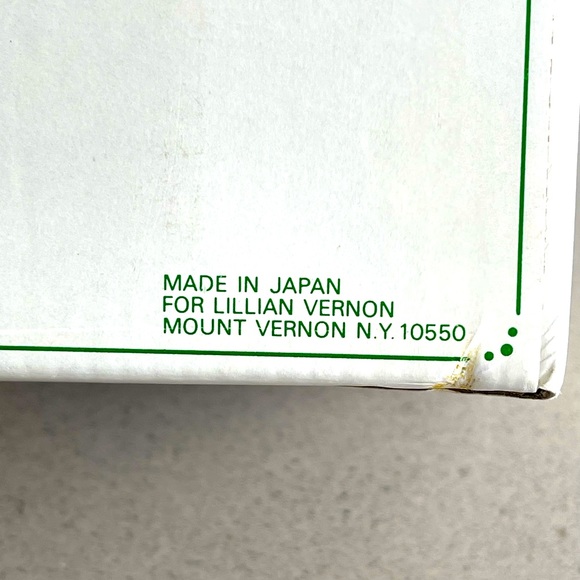 MADE IN JAPAN
FOR LILLIAN VERNON
MOUNT VERNON N.Y. 10550